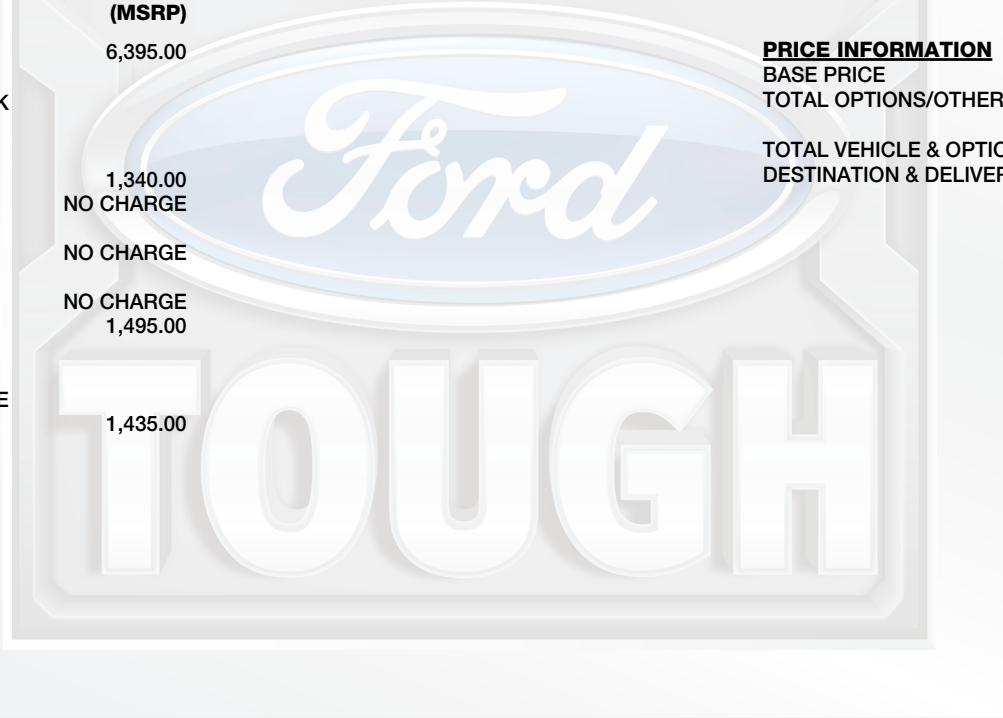 (MSRP)
6,395.00
K
1,340.00
NO CHARGE
NO CHARGE
NO CHARGE
1,495.00
E
1,435.00
PRICE INFORMATION
BASE PRICE
TOTAL OPTIONS/OTHER
TOTAL VEHICLE & OPTIO
DESTINATION & DELIVER
Ford
TOUGH